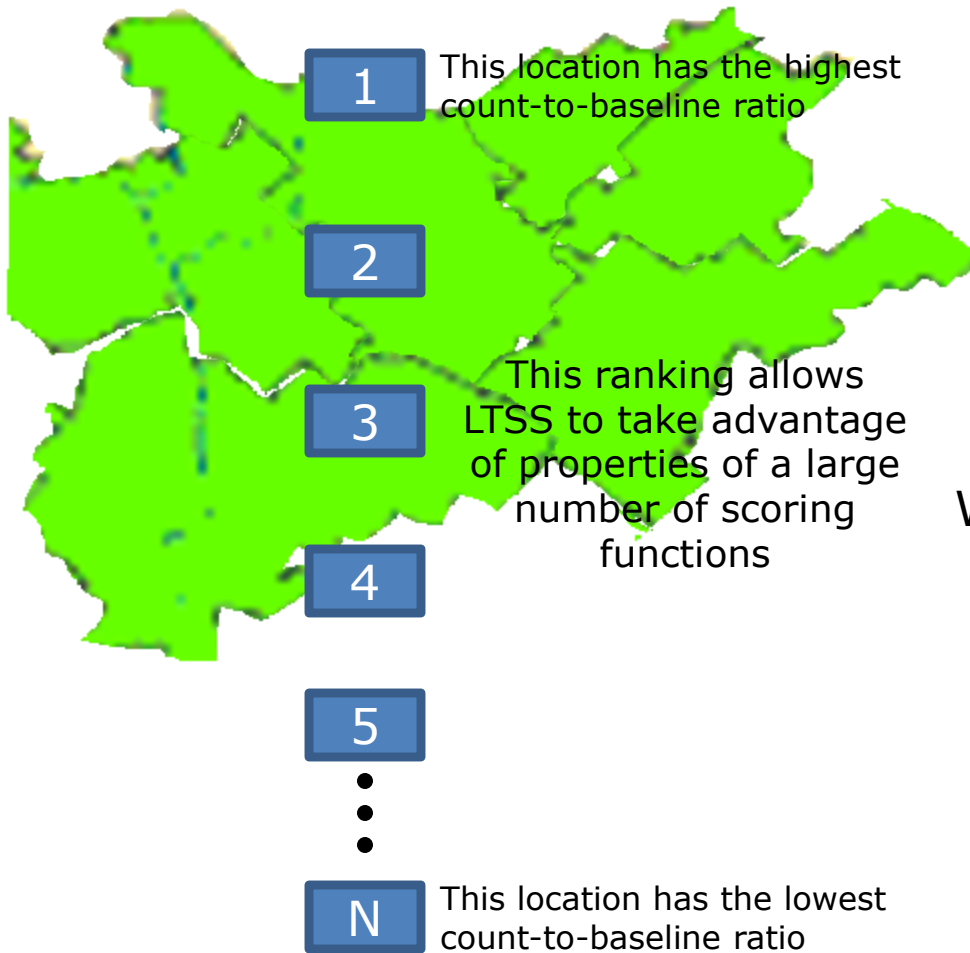 1
This location has the highest
count-to-baseline ratio
2
3
This ranking allows
LTSS to take advantage
of properties of a large
number of scoring
functions
4
5
N
This location has the lowest
count-to-baseline ratio